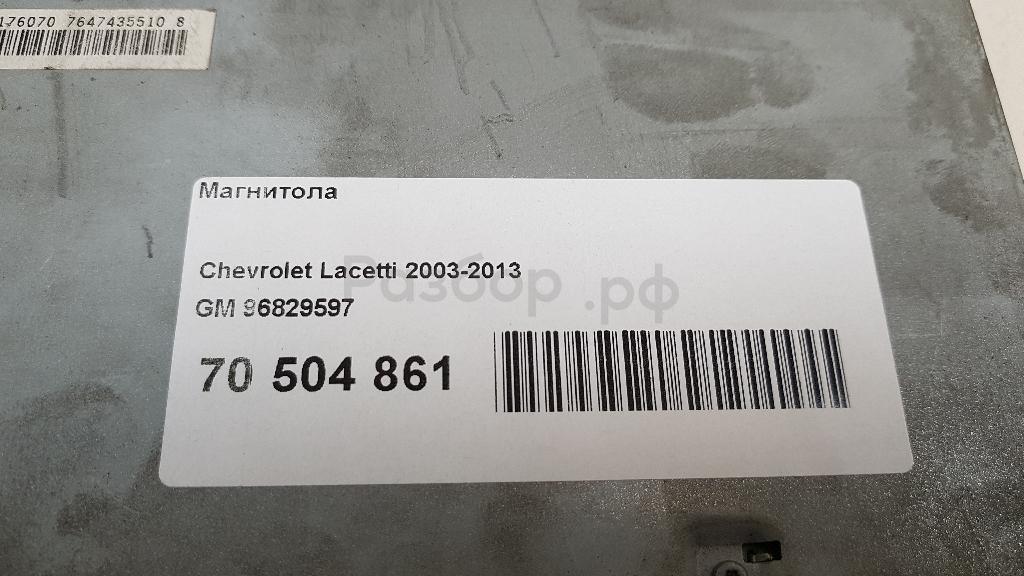 176070 7647435510 8
Магнитола
Chevrolet Lacetti 2003-2013
Разбор.рф
GM 96829597
70 504 861